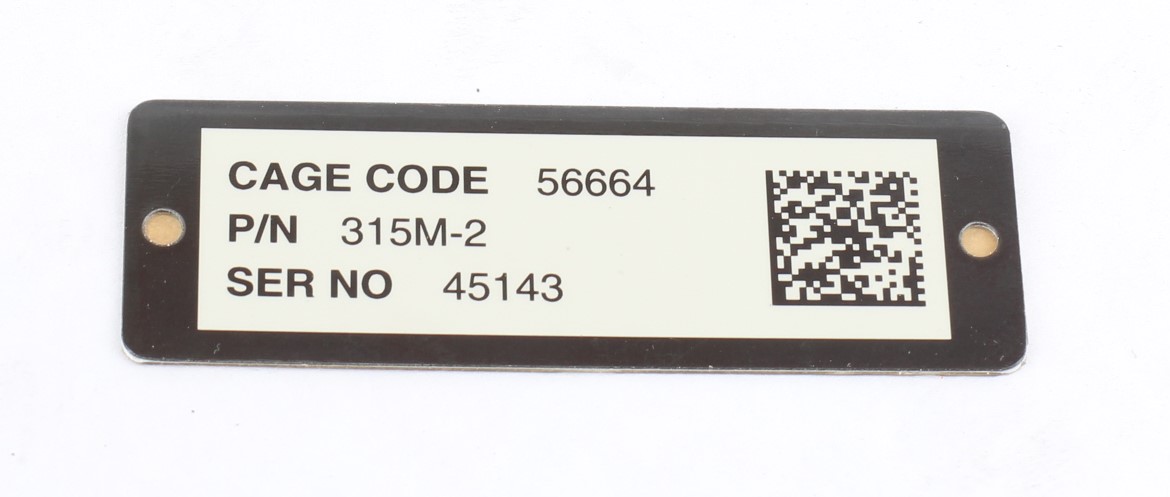 CAGE CODE 56664
P/N 315M-2
SER NO 45143